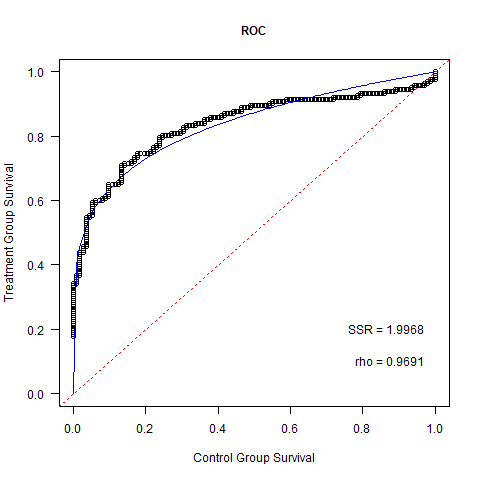 ROC
Treatment Group Survival
1.0
0.8
0.6
0.4
0.2
0.0
SSR = 1.9968
rho = 0.9691
0.0 0.2 0.4 0.6 0.8 1.0
Control Group Survival